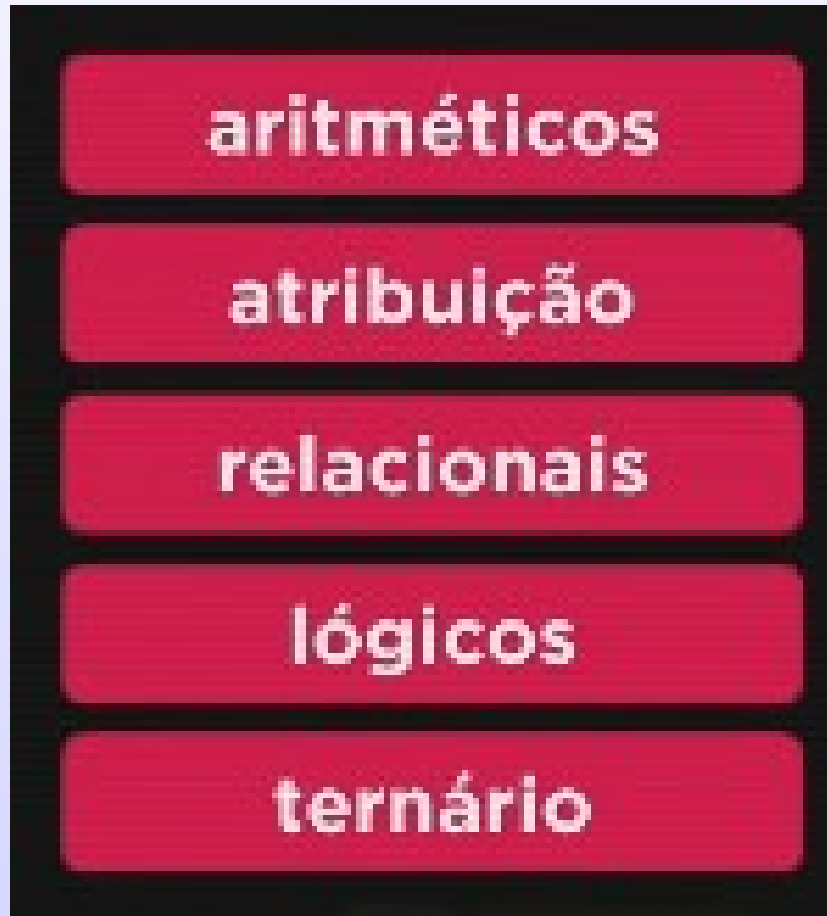 aritméticos
atribuição
relacionais
lógicos
ternário